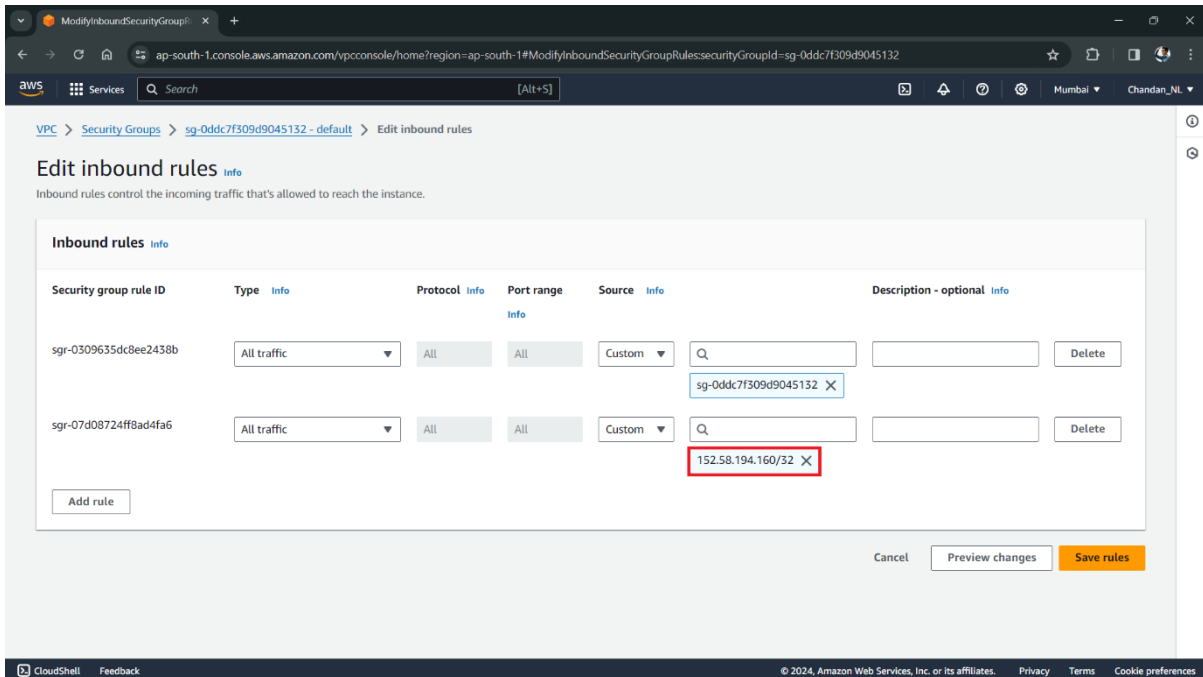 ModifyInboundSecurityGroupR
ap-south-1.console.aws.amazon.com/vpcconsole/home?region=ap-south-1#ModifyInboundSecurityGroupRules:securityGroupId=sg-0ddc7f309d9045132
aws Services Search [Alt+S] Mumbai Chandan_NL
VPC > Security Groups > sg-0ddc7f309d9045132 - default > Edit inbound rules
Edit inbound rules Info
Inbound rules control the incoming traffic that's allowed to reach the instance.
Inbound rules Info
Security group rule ID Type Info Protocol Info Port range Source Info Description - optional Info
Info
sgr-0309635dc8ee2438b All traffic All All Custom Delete
sg-0ddc7f309d9045132
sgr-07d08724ff8ad4fa6 All traffic All All Custom Delete
152.58.194.160/32
Add rule
Cancel Preview changes Save rules
CloudShell Feedback © 2024, Amazon Web Services, Inc. or its affiliates. Privacy Terms Cookie preferences